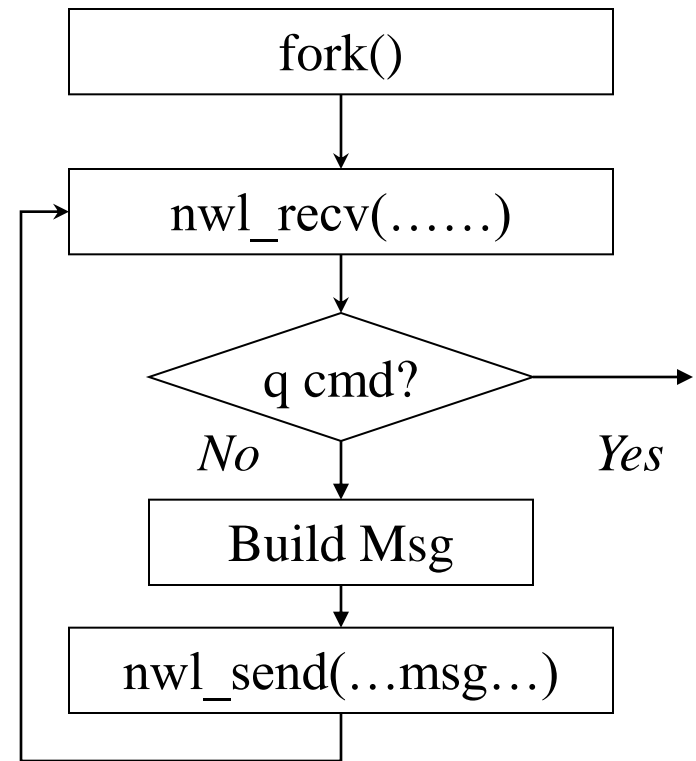 fork()
nwl_recv(……)
q cmd?
No
Yes
Build Msg
nwl_send(…msg…)